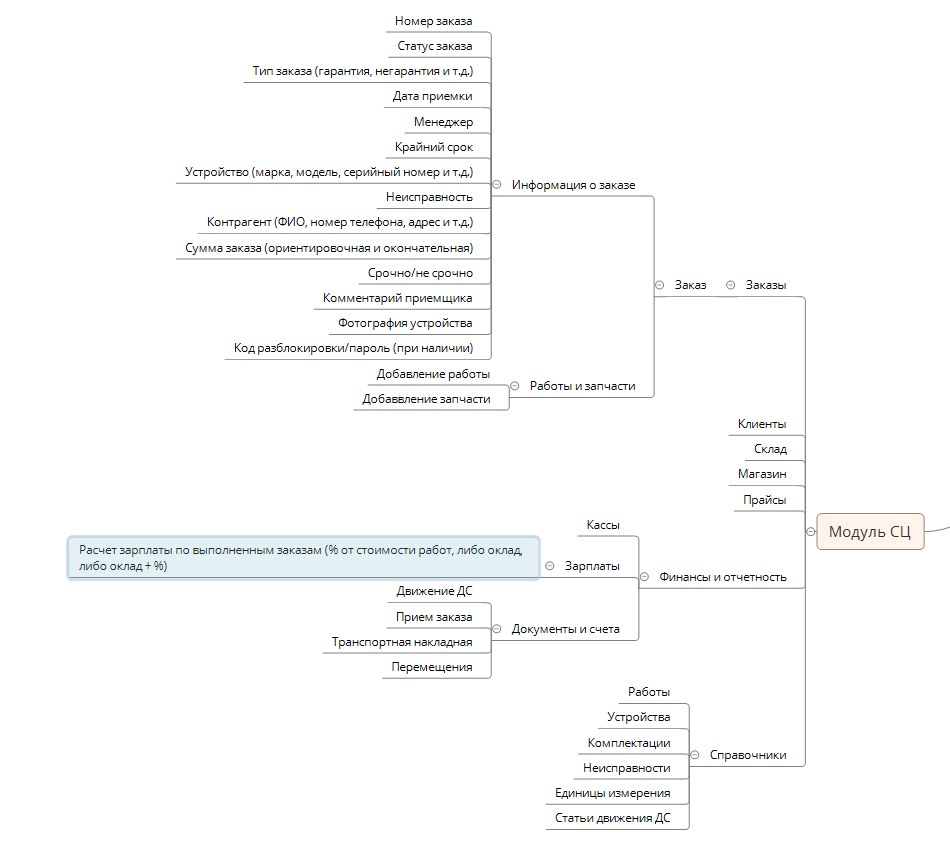 Номер заказа
Статус заказа
Тип заказа (гарантия, негарантия и т.д.)
Дата приемки
Менеджер
Крайний срок
Устройство (марка, модель, серийный номер и т.д.)
Неисправность
Контрагент (ФИО, номер телефона, адрес и т.д.)
Сумма заказа (ориентировочная и окончательная)
Срочно/не срочно
Комментарий приемщика
Фотография устройства
Код разблокировки/пароль (при наличии)
Информация о заказе
Добавление работы
Добаввление запчасти
Работы и запчасти
Заказ
Заказы
Клиенты
Склад
Магазин
Прайсы
Кассы
Расчет зарплаты по выполненным заказам (% от стоимости работ, либо оклад,
либо оклад + %)
Зарплаты
Движение ДС
Прием заказа
Транспортная накладная
Перемещения
Документы и счета
Финансы и отчетность
Работы
Устройства
Комплектации
Неисправности
Единицы измерения
Статьи движения ДС
Справочники
Модуль СЦ